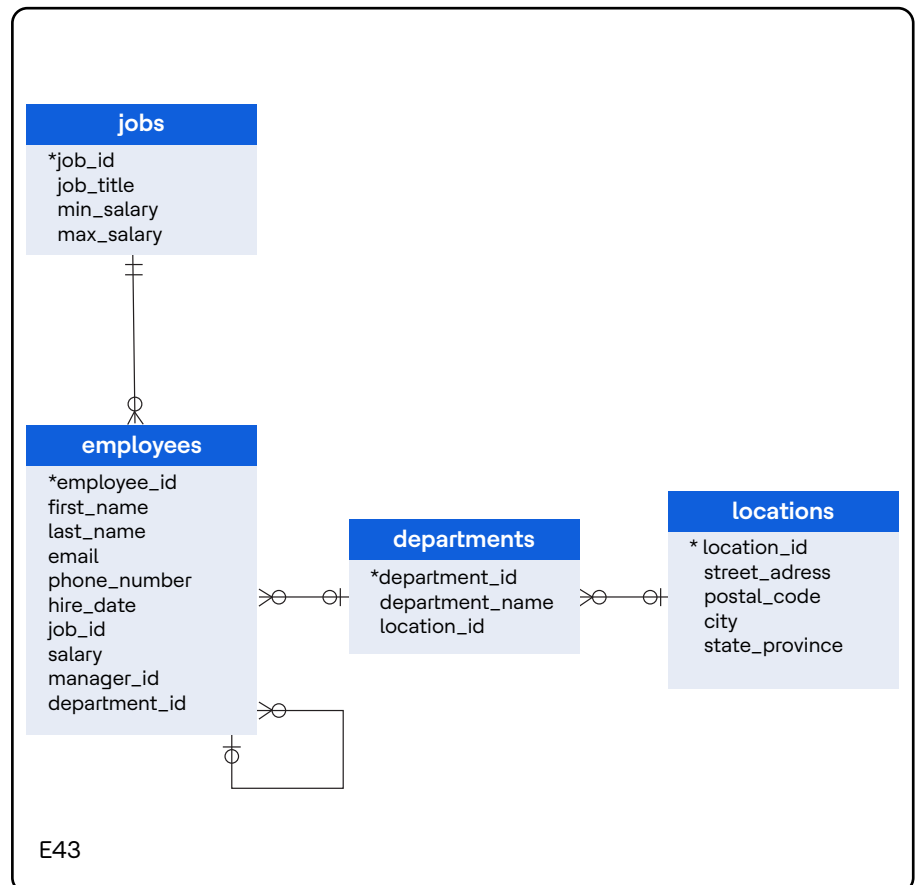 jobs
*job_id
job_title
min_salary
max_salary
employees
*employee_id
first_name
last_name
email
phone_number
hire_date
job_id
salary
manager_id
department_id
departments
*department_id
department_name
location_id
locations
* location_id
street_adress
postal_code
city
state_province
E43